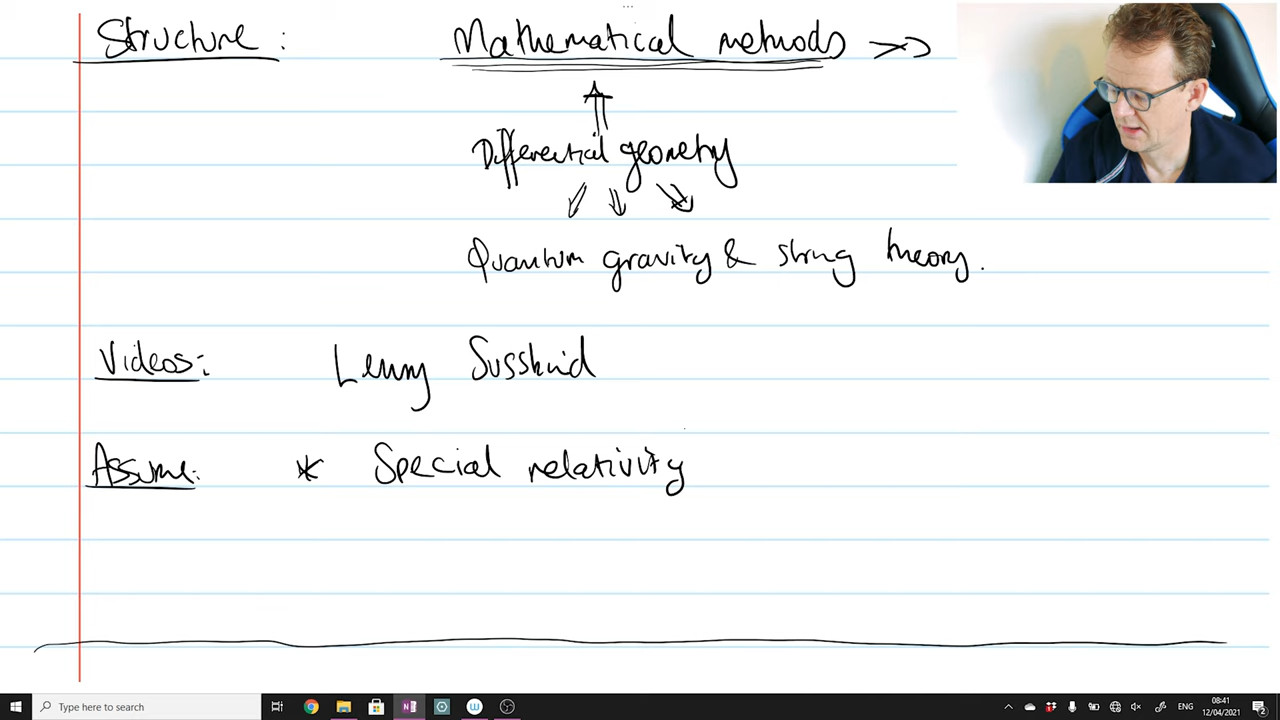 Structure: Mathematical methods >>
Differential geometry
Quantum gravity & string theory.
Videos: Lenny Susskind
Assume: * Special relativity
Type here to search
ENG
08:41
12/04/2021
2